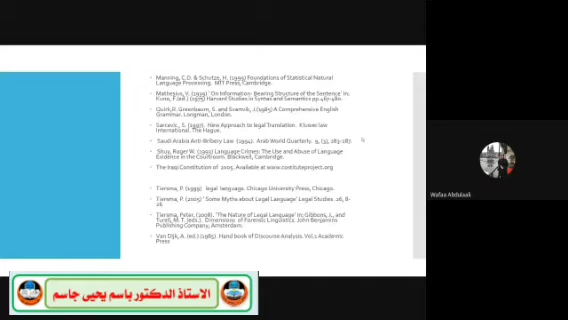 Manning, C.D. & Schutze, H. (1999) Foundations of Statistical Natural
Language Processing. MIT Press, Cambridge.
Mathesius, V. (1929) ' On Information- Bearing Structure of the Sentence' In:
Kuno, F.(ed.) (1975) Harvard Studies in Syntax and Semantics pp.467-480.
Quirk,R. Greenbaum, S. and Svartvik, J.(1985) A Comprehensive English
Grammar. Longman, London.
Sarcevic, S. (1997). New Approach to legal Translation. Kluwer law
International. The Hague.
Saudi Arabia Anti-Bribery Law (1994). Arab World Quarterly. 9, (3), 283-287.
Shuy, Roger W. (1993) Language Crimes: The Use and Abuse of Language
Evidence in the Courtroom. Blackwell, Cambridge.
The Iraqi Constitution of 2005. Available at www.constituteproject.org
Tiersma, P. (1999) legal language. Chicago University Press, Chicago.
Tiersma, P. (2005) ' Some Myths about Legal Language' Legal Studies. 26, 8-
26
Tiersma, Peter. (2008). 'The Nature of Legal Language' In: Gibbons, J., and
Turell, M. T. (eds.). Dimensions of Forensic Linguistics. John Benjamins
Publishing Company, Amsterdam.
Van Dijk, A. (ed.) (1985). Hand book of Discourse Analysis. Vol.1 Academic
Press
Wafaa Abdulaali
الاستاذ الدكتور باسم يحيى جاسم